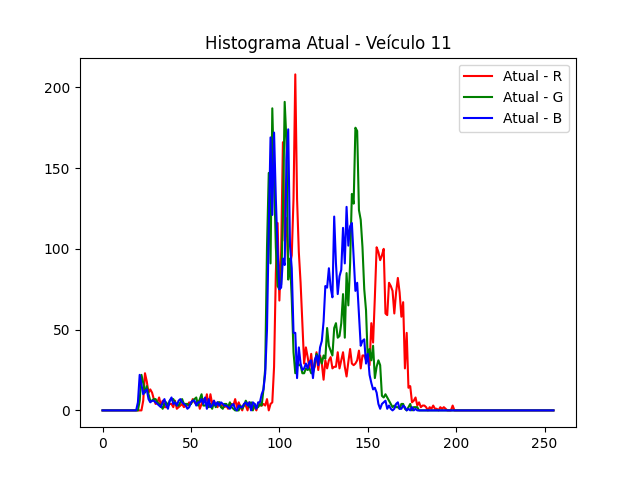 Histograma Atual - Veículo 11
Atual - R
Atual - G
Atual - B
200
150
100
50
0
0 50 100 150 200 250